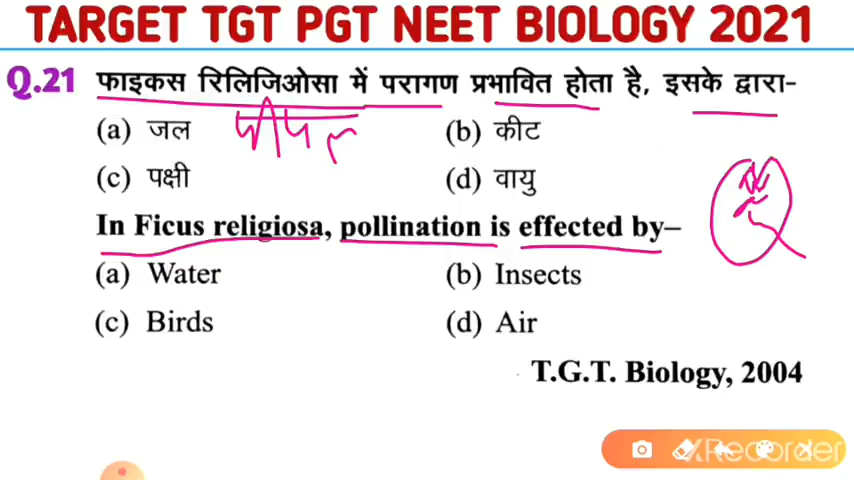 TARGET TGT PGT NEET BIOLOGY 2021
Q.21 फाइकस रिलिजिओसा में परागण प्रभावित होता है, इसके द्वारा-
(a) जल (b) कीट
पीपल
(c) पक्षी (d) वायु
In Ficus religiosa, pollination is effected by–
(a) Water (b) Insects
(c) Birds (d) Air
T.G.T. Biology, 2004
XRecorder